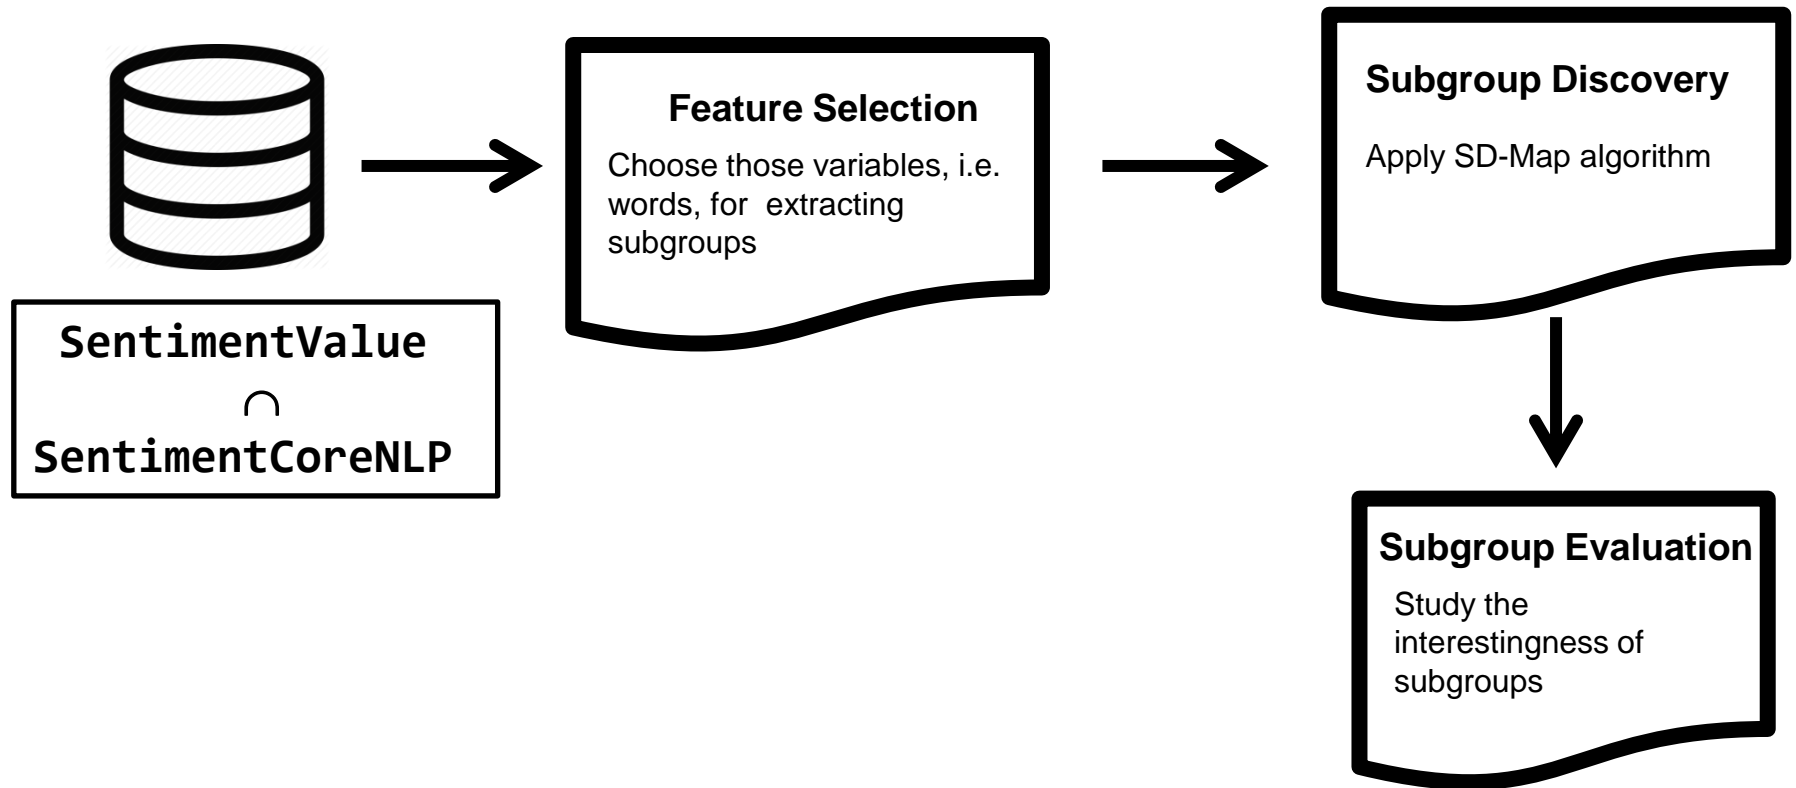 SentimentValue
∩
SentimentCoreNLP
Feature Selection
Choose those variables, i.e.
words, for  extracting
subgroups
Subgroup Discovery
Apply SD-Map algorithm
Subgroup Evaluation
Study the
interestingness of
subgroups